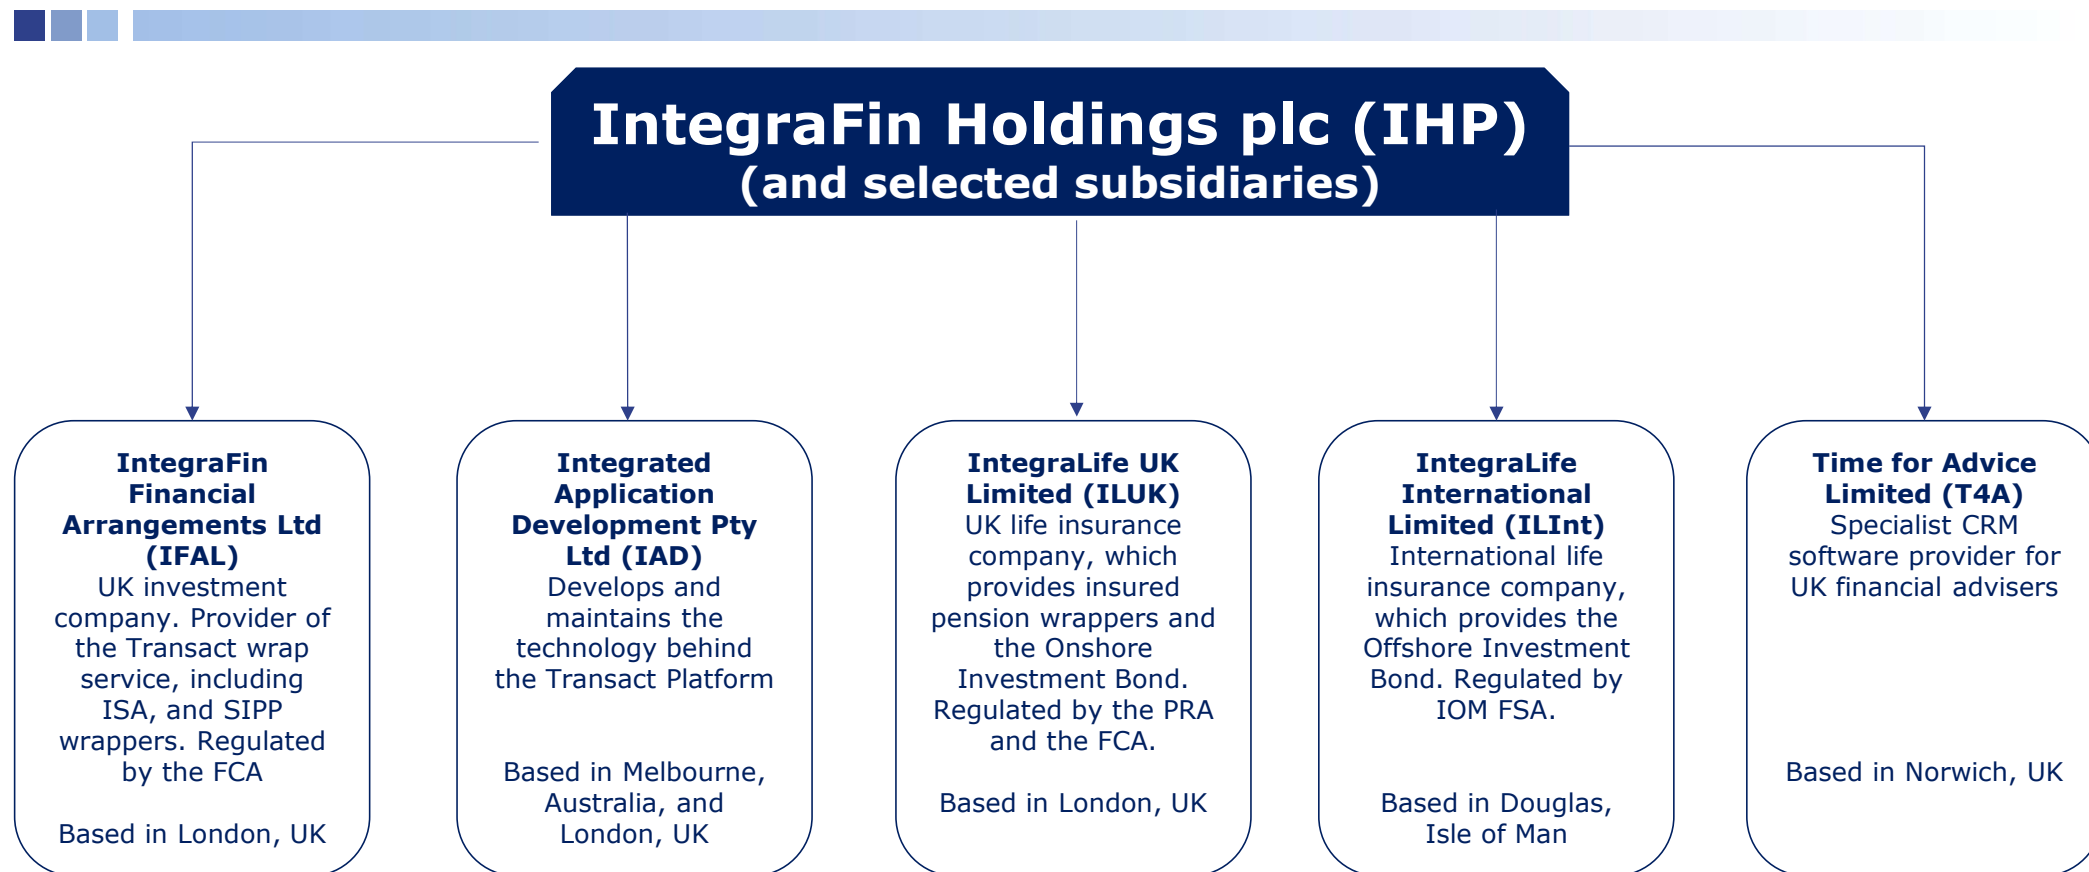 IntegraFin Holdings plc (IHP)
(and selected subsidiaries)
IntegraFin
Financial
Arrangements Ltd
(IFAL)
UK investment
company. Provider of
the Transact wrap
service, including
ISA, and SIPP
wrappers. Regulated
by the FCA
Based in London, UK
Integrated
Application
Development Pty
Ltd (IAD)
Develops and
maintains the
technology behind
the Transact Platform
Based in Melbourne,
Australia, and
London, UK
IntegraLife UK
Limited (ILUK)
UK life insurance
company, which
provides insured
pension wrappers and
the Onshore
Investment Bond.
Regulated by the PRA
and the FCA.
Based in London, UK
IntegraLife
International
Limited (ILInt)
International life
insurance company,
which provides the
Offshore Investment
Bond. Regulated by
IOM FSA.
Based in Douglas,
Isle of Man
Time for Advice
Limited (T4A)
Specialist CRM
software provider for
UK financial advisers
Based in Norwich, UK